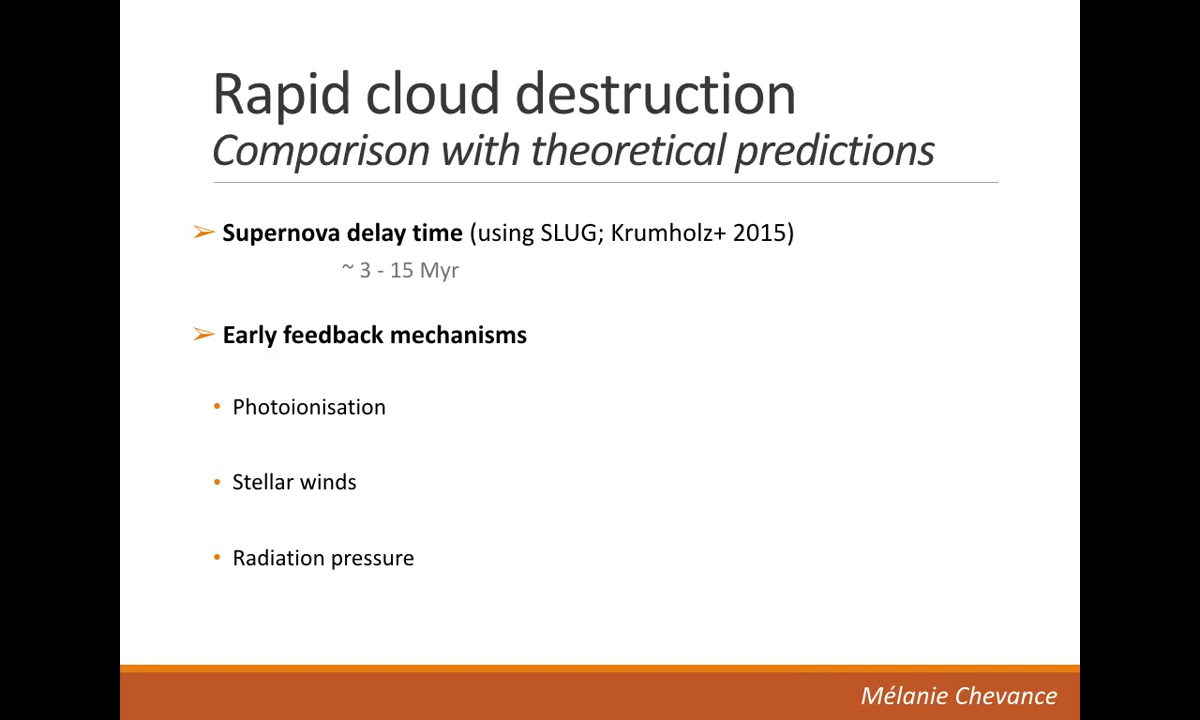 Rapid cloud destruction
Comparison with theoretical predictions
➢ Supernova delay time (using SLUG; Krumholz+ 2015)
~ 3 - 15 Myr
➢ Early feedback mechanisms
• Photoionisation
• Stellar winds
• Radiation pressure
Mélanie Chevance